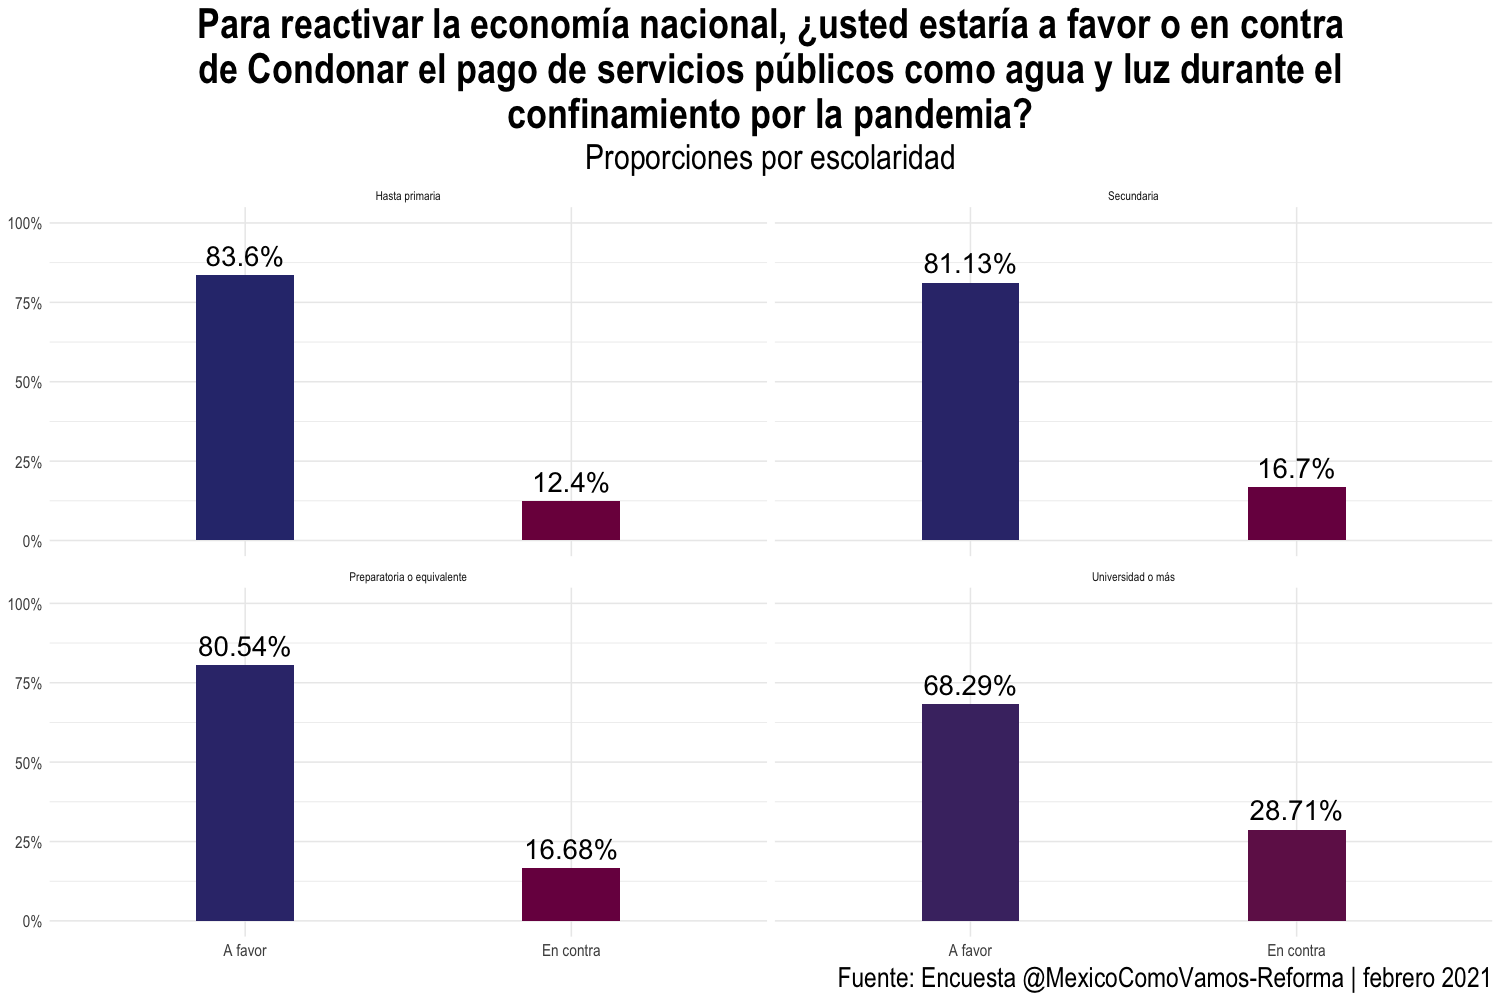 Para reactivar la economía nacional, ¿usted estaría a favor o en contra
de Condonar el pago de servicios públicos como agua y luz durante el
confinamiento por la pandemia?
Proporciones por escolaridad
Hasta primaria
100%
75%
50%
25%
0%
83.6%
12.4%
Secundaria
81.13%
16.7%
Preparatoria o equivalente
100%
75%
50%
25%
0%
80.54%
16.68%
A favor
En contra
Universidad o más
68.29%
28.71%
A favor
En contra
Fuente: Encuesta @MexicoComoVamos-Reforma | febrero 2021